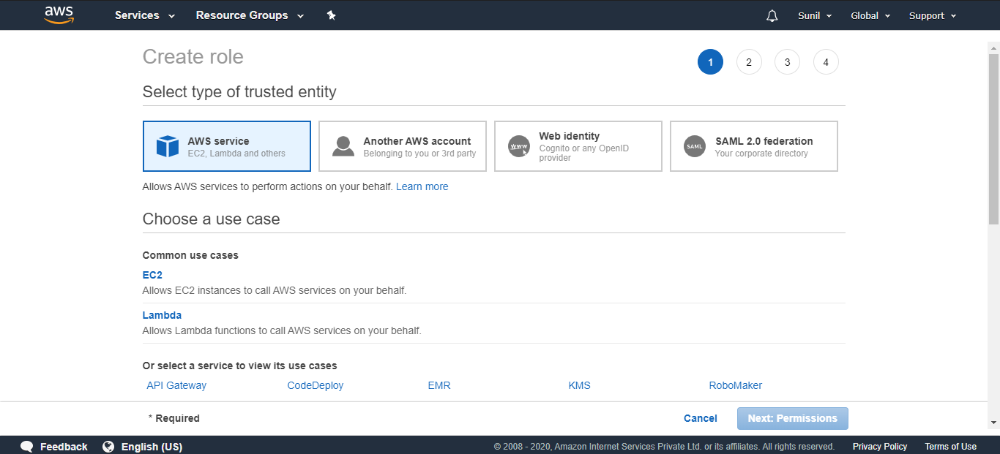 aws Services Resource Groups Sunil Global Support
Create role
1 2 3 4
Select type of trusted entity
AWS service
EC2, Lambda and others
Another AWS account
Belonging to you or 3rd party
www
Web identity
Cognito or any OpenID
provider
SAML
SAML 2.0 federation
Your corporate directory
Allows AWS services to perform actions on your behalf. Learn more
Choose a use case
Common use cases
EC2
Allows EC2 instances to call AWS services on your behalf.
Lambda
Allows Lambda functions to call AWS services on your behalf.
Or select a service to view its use cases
API Gateway CodeDeploy EMR KMS RoboMaker
* Required Cancel Next: Permissions
Feedback English (US) © 2008 - 2020, Amazon Internet Services Private Ltd. or its affiliates. All rights reserved. Privacy Policy Terms of Use